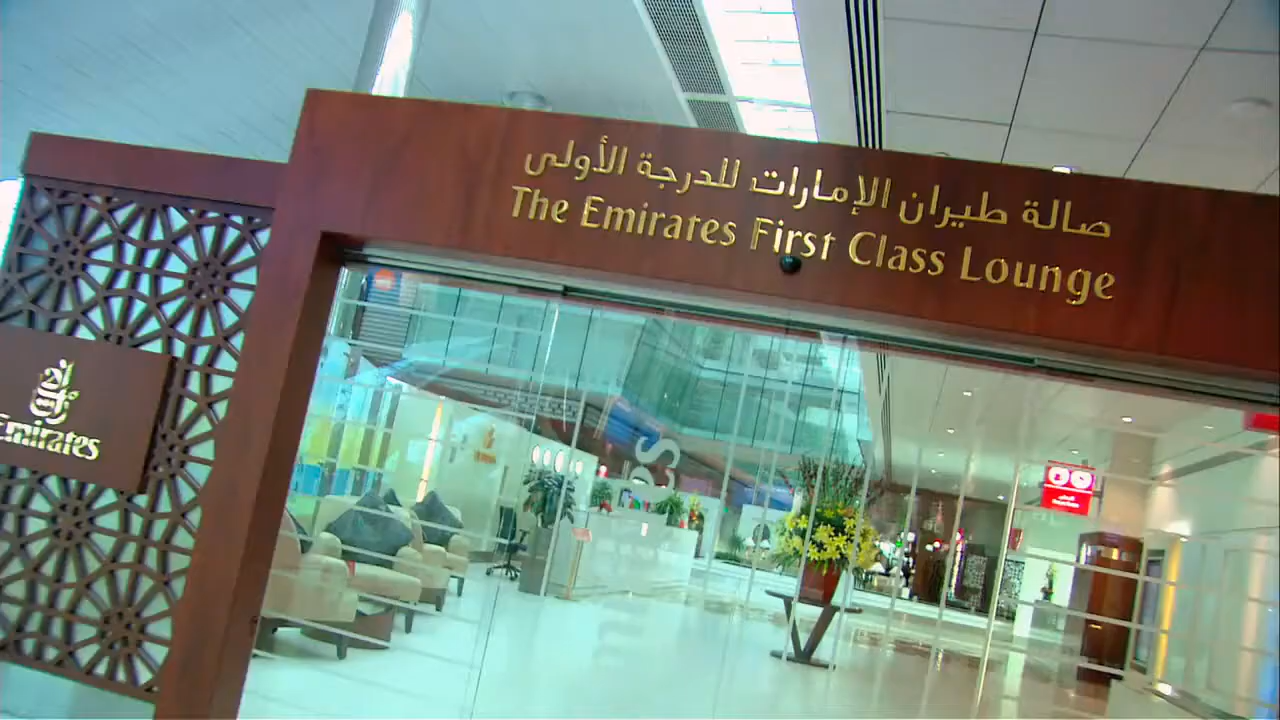 صالة طيران الإمارات للدرجة الأولى
The Emirates First Class Lounge
Emirates